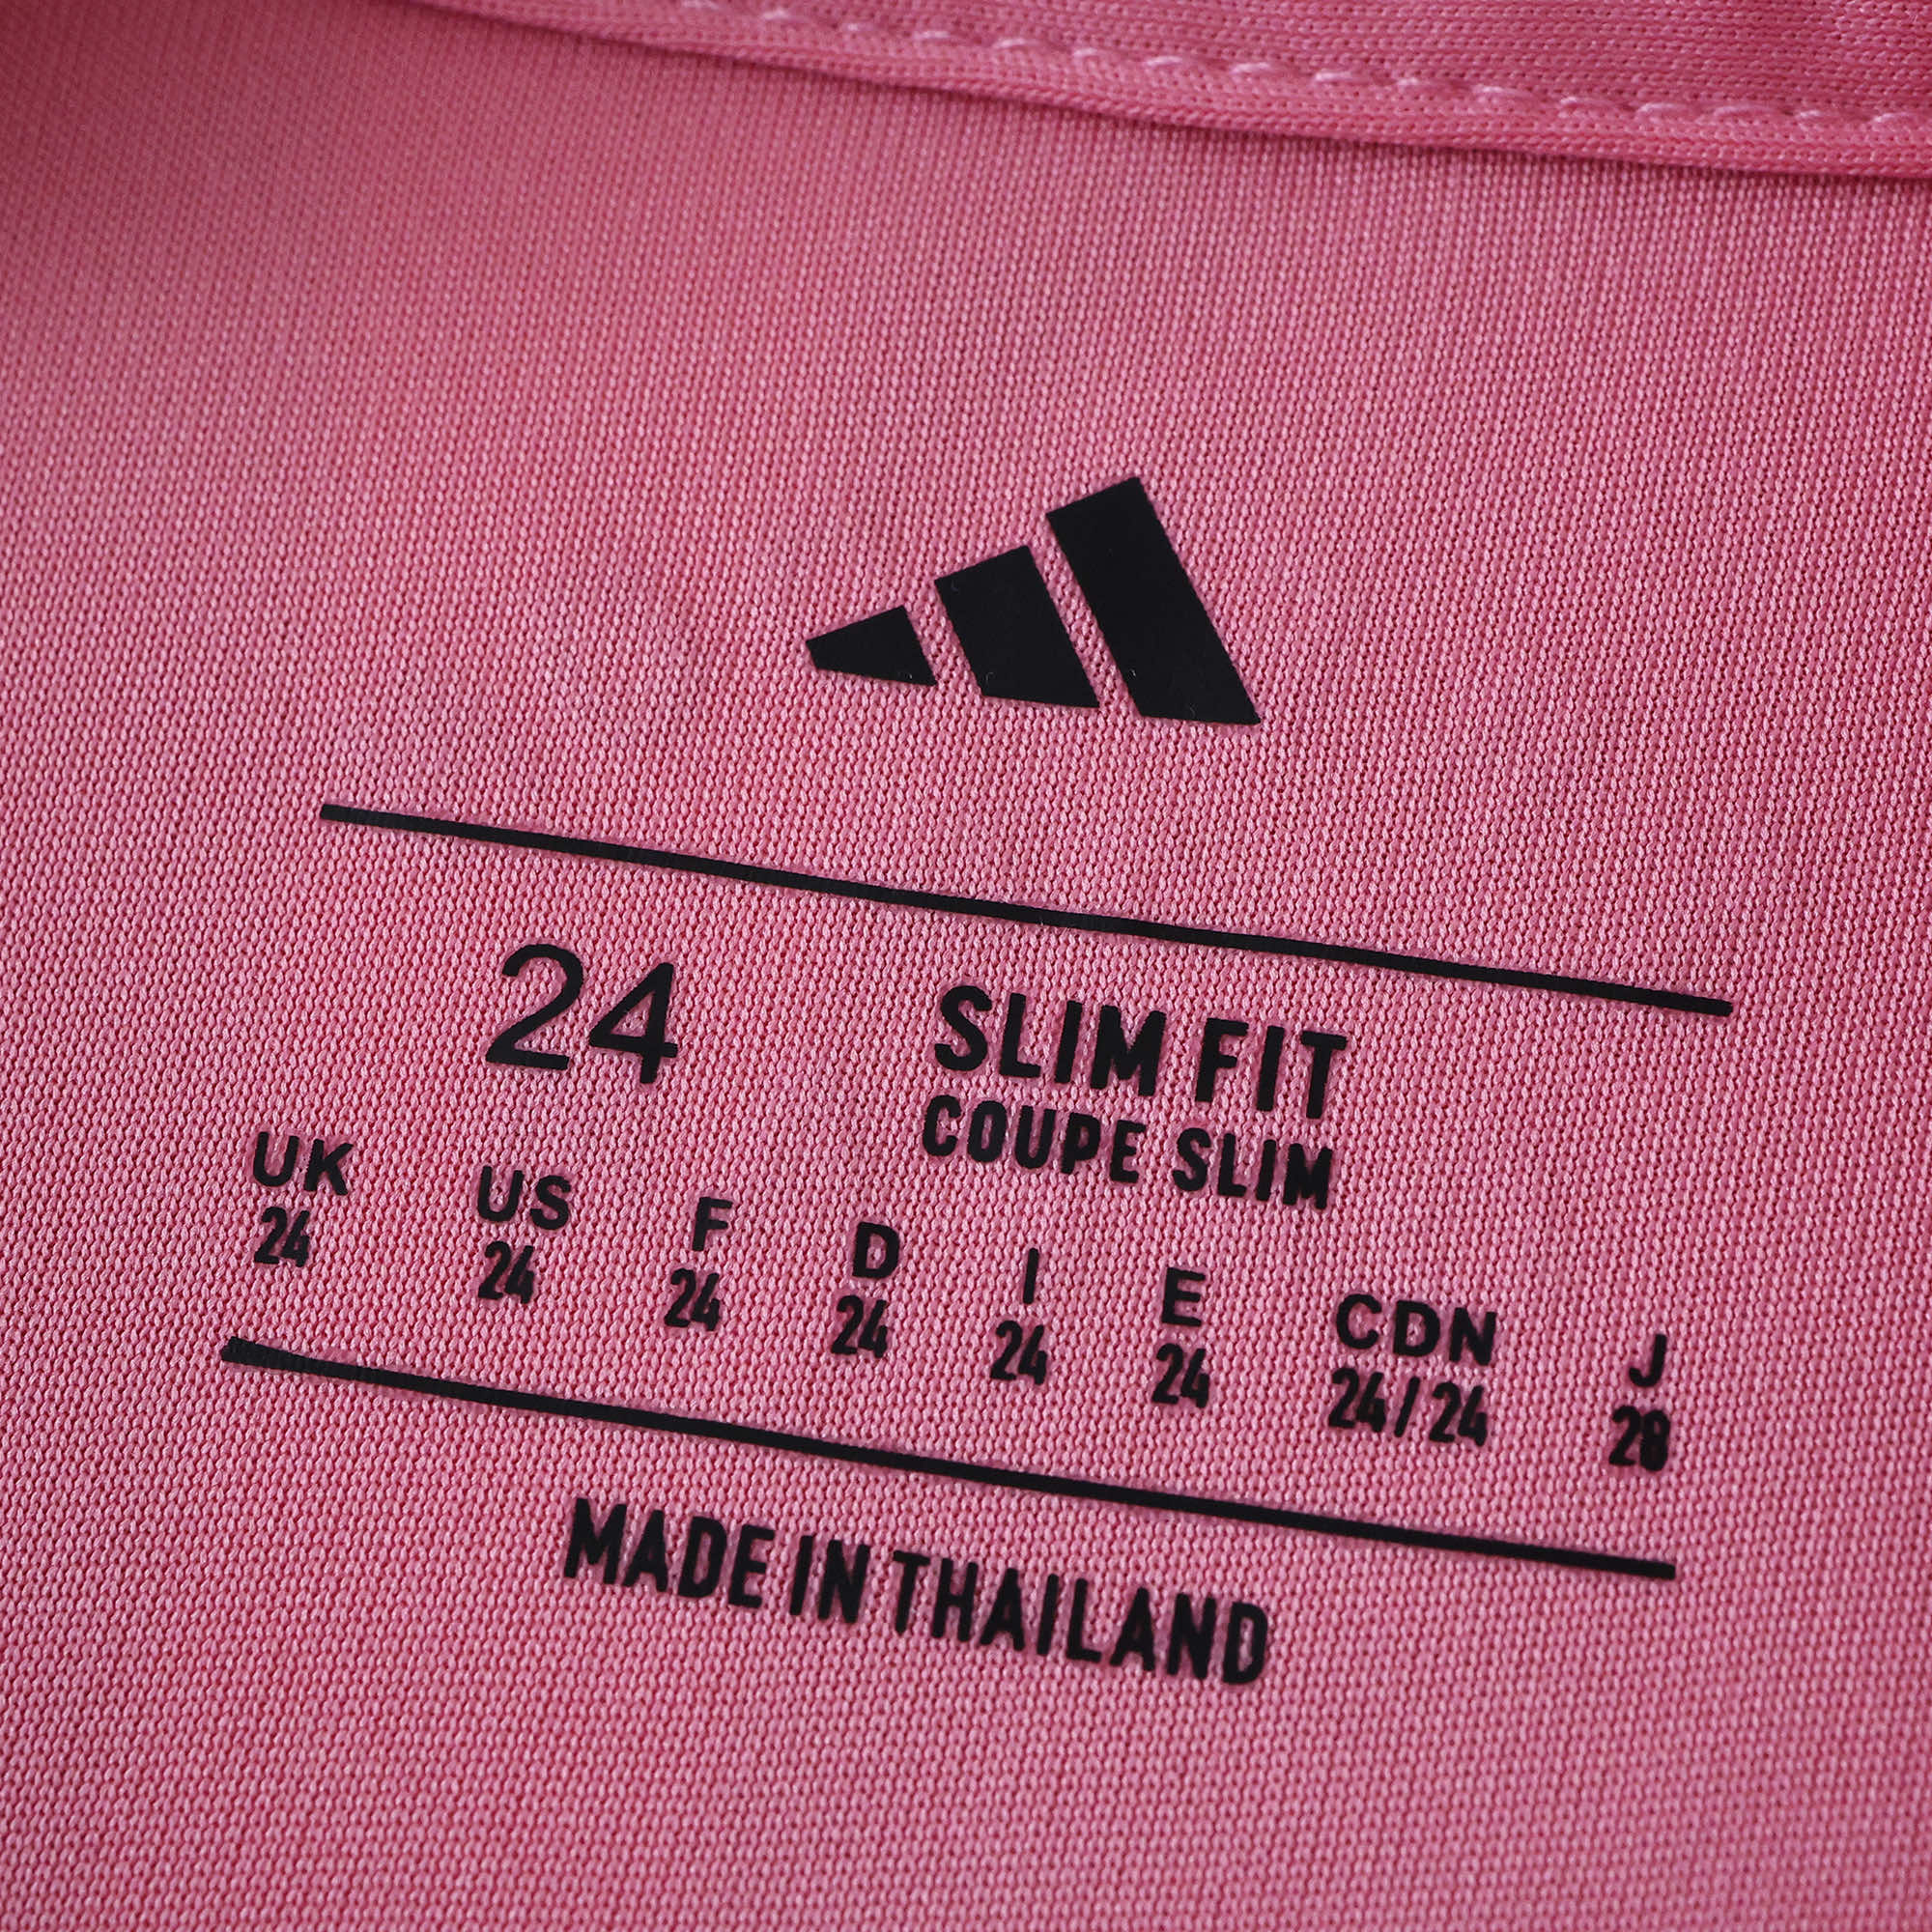 24 SLIM FIT
COUPE SLIM
UK US F D I E CDN J
24 24 24 24 24 24 24/24 28
MADE IN THAILAND